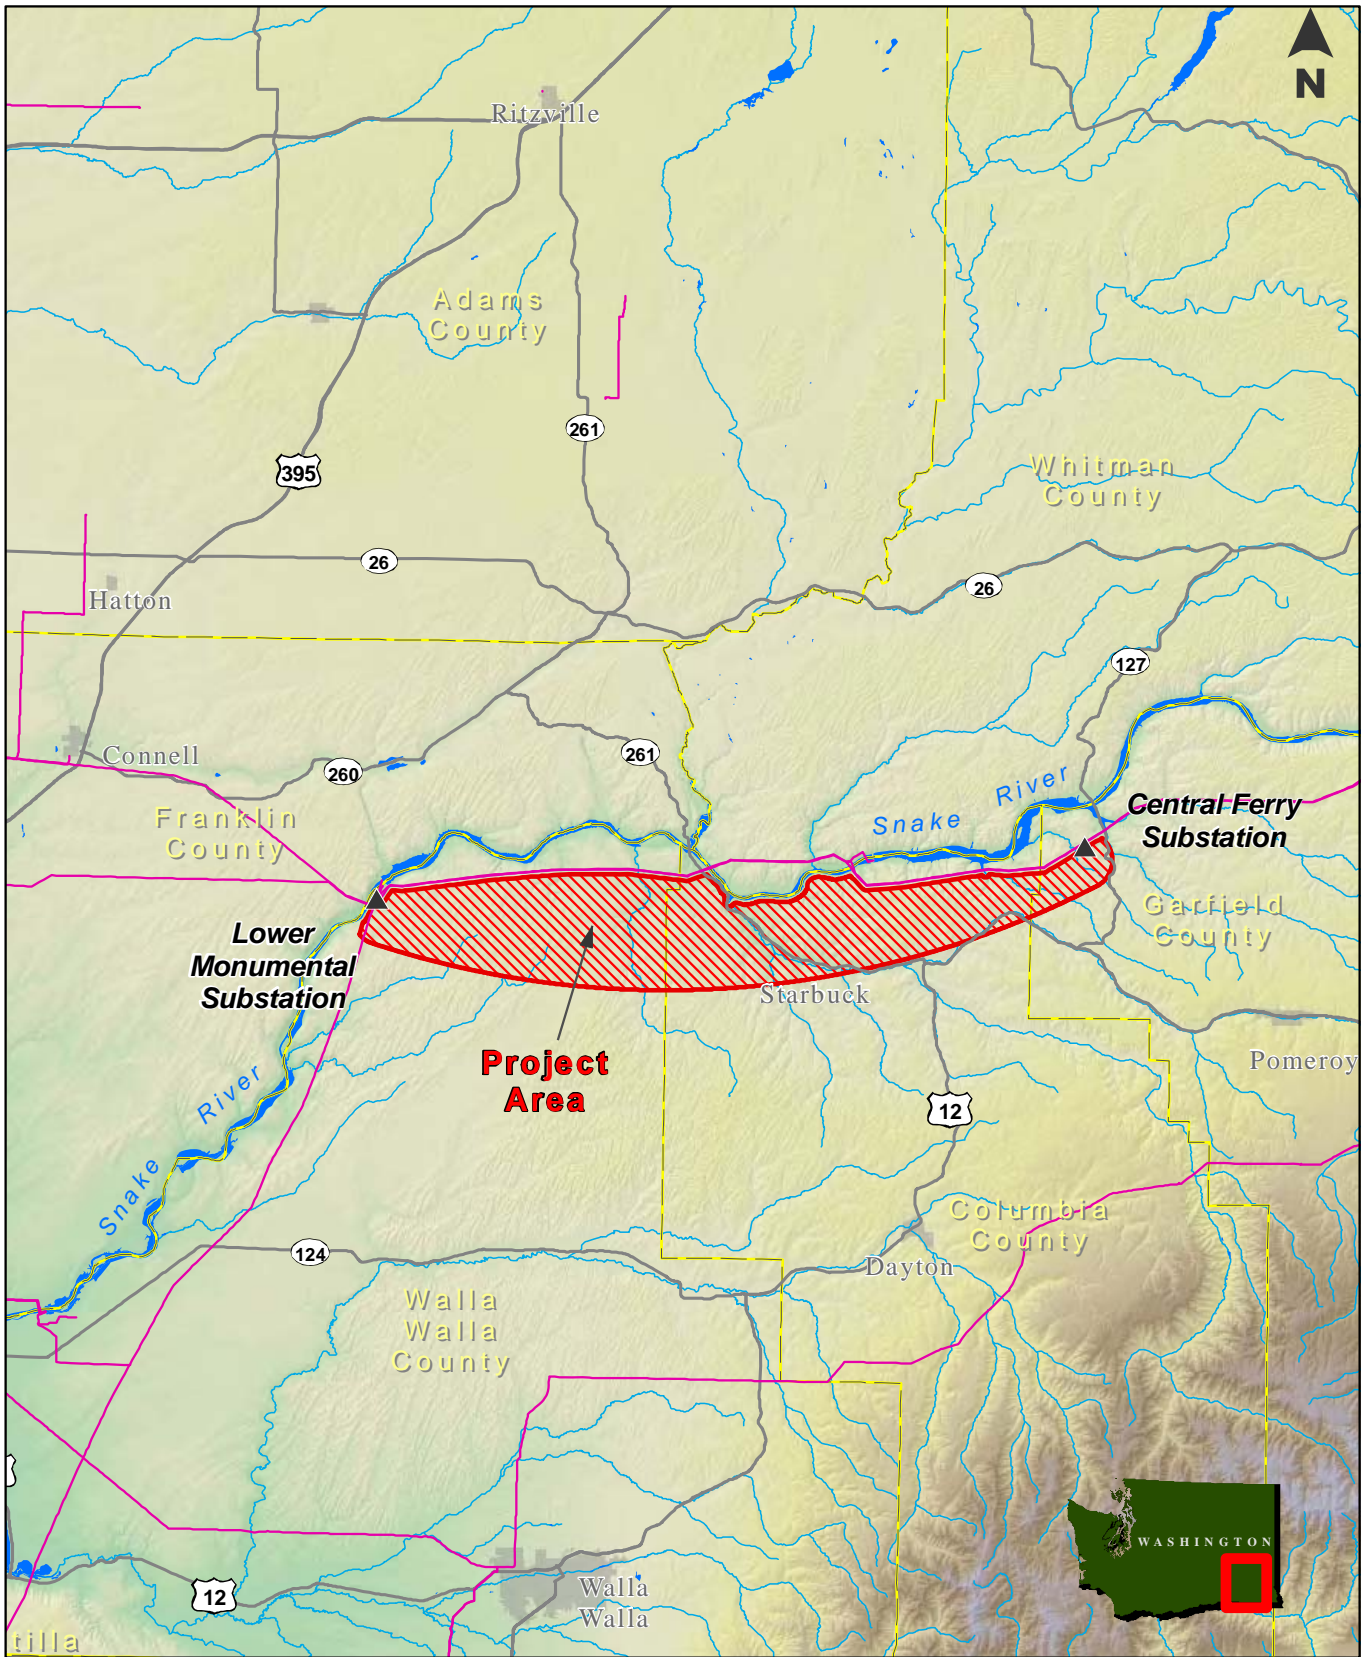 N
Ritzville
Adams
County
261
395
Whitman
County
26
26
Hatton
127
261
Connell
260
River
Snake
Central Ferry
Substation
Franklin
County
Garfield
County
Lower
Monumental
Substation
Starbuck
Project
Area
Pomeroy
River
12
Snake
Columbia
County
124
Dayton
Walla
Walla
County
WASHINGTON
12
Walla
Walla
tilla